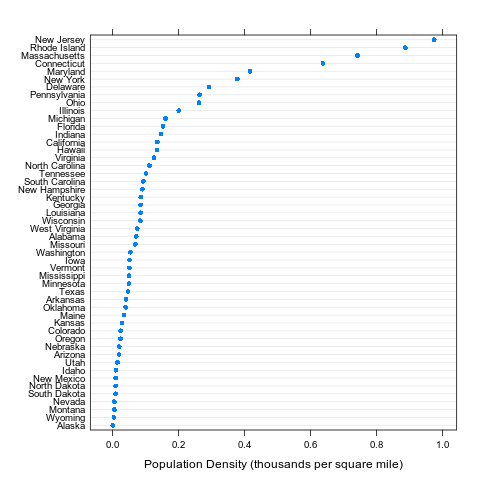 New Jersey
Rhode Island
Massachusetts
Connecticut
Maryland
New York
Delaware
Pennsylvania
Ohio
Illinois
Michigan
Florida
Indiana
California
Hawaii
Virginia
North Carolina
Tennessee
South Carolina
New Hampshire
Kentucky
Georgia
Louisiana
Wisconsin
West Virginia
Alabama
Missouri
Washington
Iowa
Vermont
Mississippi
Minnesota
Texas
Arkansas
Oklahoma
Maine
Kansas
Colorado
Oregon
Nebraska
Arizona
Utah
Idaho
New Mexico
North Dakota
South Dakota
Nevada
Montana
Wyoming
Alaska
0.0 0.2 0.4 0.6 0.8 1.0
Population Density (thousands per square mile)